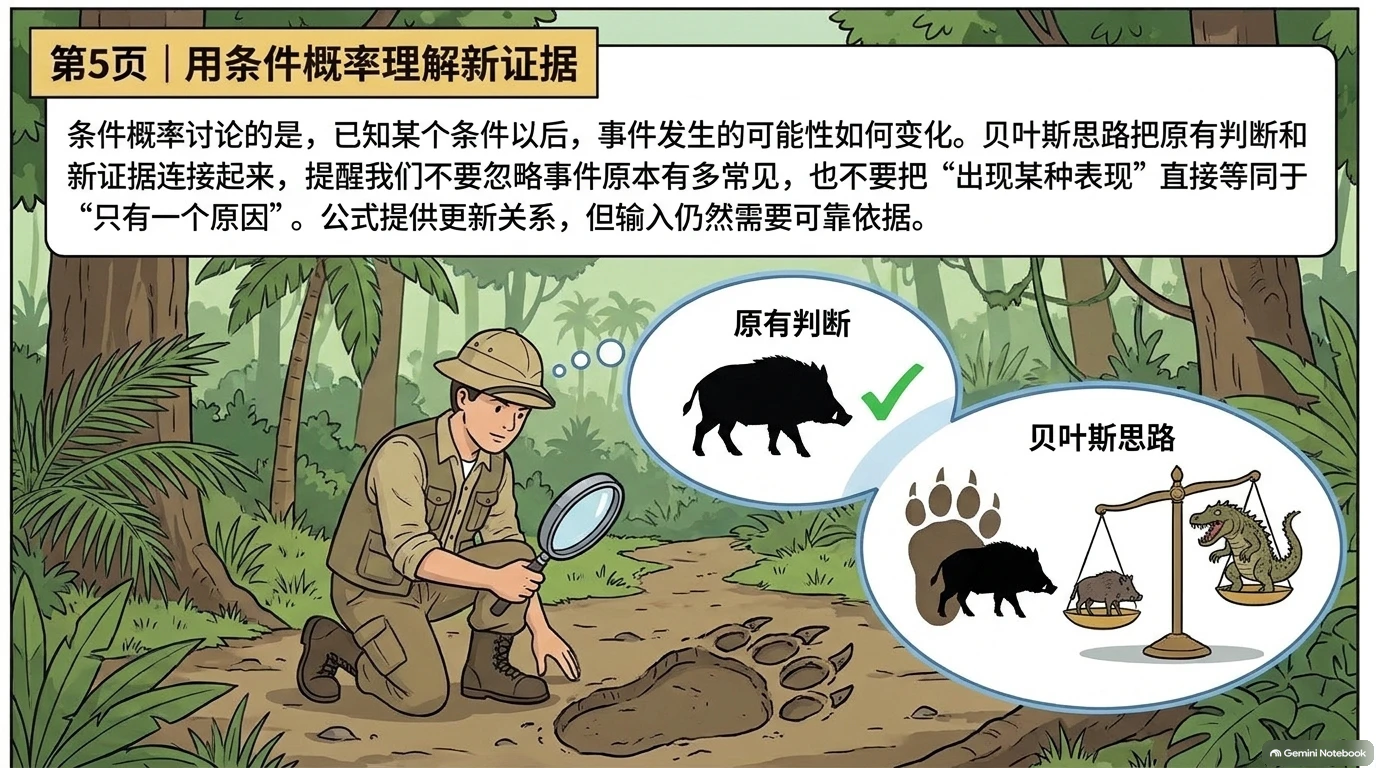 第5页｜用条件概率理解新证据
条件概率讨论的是，已知某个条件以后，事件发生的可能性如何变化。贝叶斯思路把原有判断和
新证据连接起来，提醒我们不要忽略事件原本有多常见，也不要把“出现某种表现”直接等同于
“只有一个原因”。公式提供更新关系，但输入仍然需要可靠依据。
原有判断
贝叶斯思路
Gemini Notebook